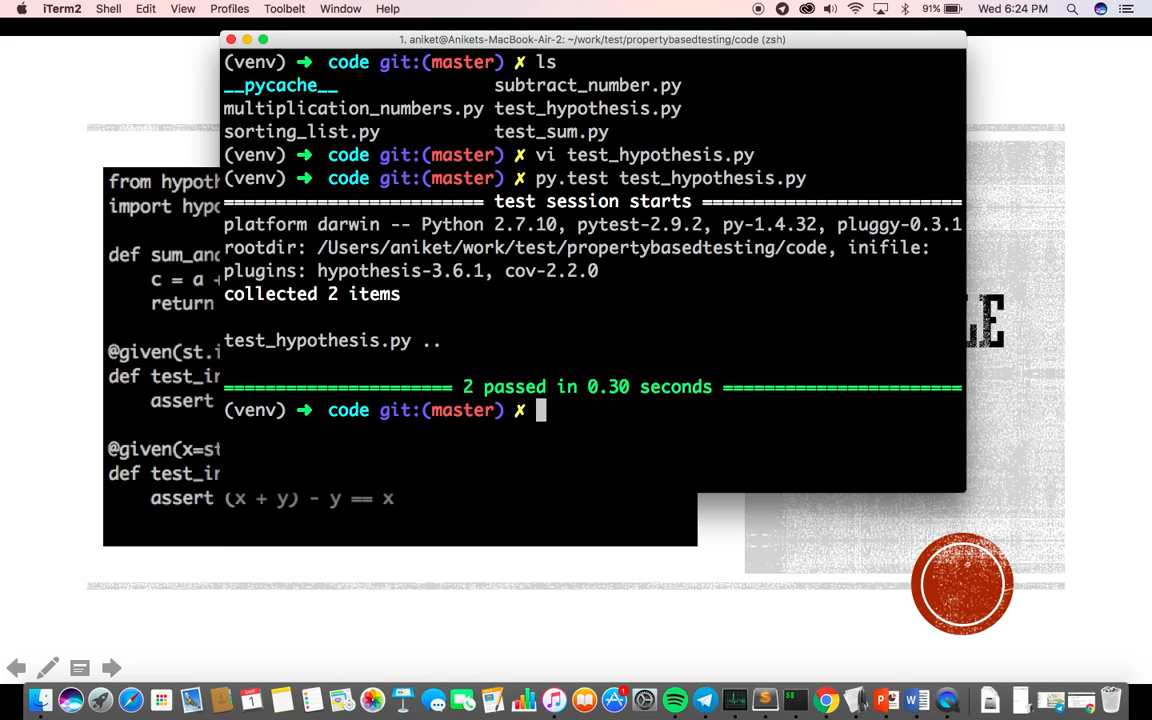 iTerm2 Shell Edit View Profiles Toolbelt Window Help 91% Wed 6:24 PM
1. aniket@Anikets-MacBook-Air-2: ~/work/test/propertybasedtesting/code (zsh)
(venv) ➜ code git:(master) ✗ ls
__pycache__ subtract_number.py
multiplication_numbers.py test_hypothesis.py
sorting_list.py test_sum.py
(venv) ➜ code git:(master) ✗ vi test_hypothesis.py
(venv) ➜ code git:(master) ✗ py.test test_hypothesis.py
========================= test session starts =========================
platform darwin -- Python 2.7.10, pytest-2.9.2, py-1.4.32, pluggy-0.3.1
rootdir: /Users/aniket/work/test/propertybasedtesting/code, inifile:
plugins: hypothesis-3.6.1, cov-2.2.0
collected 2 items
test_hypothesis.py ..
====================== 2 passed in 0.30 seconds =======================
(venv) ➜ code git:(master) ✗
from hypoth
import hypo
def sum_and
c = a +
return
@given(st.i
def test_in
assert
@given(x=st
def test_in
assert (x + y) - y == x
LE